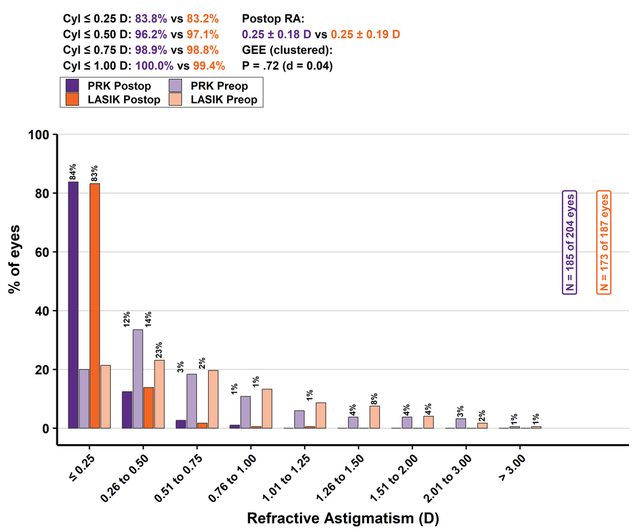 Cyl ≤ 0.25 D: 83.8% vs 83.2%
Cyl ≤ 0.50 D: 96.2% vs 97.1%
Cyl ≤ 0.75 D: 98.9% vs 98.8%
Cyl ≤ 1.00 D: 100.0% vs 99.4%
Postop RA:
0.25 ± 0.18 D vs 0.25 ± 0.19 D
GEE (clustered):
P = .72 (d = 0.04)
PRK Postop
PRK Preop
LASIK Postop
LASIK Preop
% of eyes
100
80
60
40
20
0
84%
83%
12%
14%
23%
3%
2%
1%
1%
1%
4%
8%
4%
4%
3%
2%
1%
1%
N = 185 of 204 eyes
N = 173 of 187 eyes
≤ 0.25
0.26 to 0.50
0.51 to 0.75
0.76 to 1.00
1.01 to 1.25
1.26 to 1.50
1.51 to 2.00
2.01 to 3.00
> 3.00
Refractive Astigmatism (D)